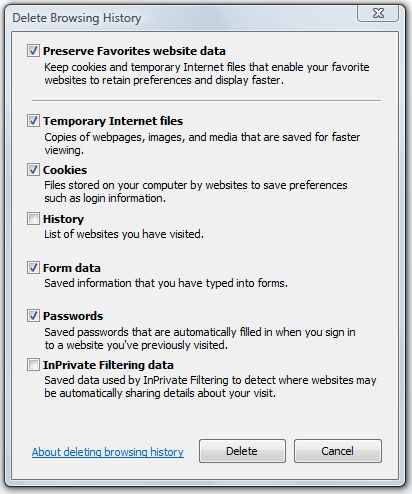 Delete Browsing History
Preserve Favorites website data
Keep cookies and temporary Internet files that enable your favorite
websites to retain preferences and display faster.
Temporary Internet files
Copies of webpages, images, and media that are saved for faster
viewing.
Cookies
Files stored on your computer by websites to save preferences
such as login information.
History
List of websites you have visited.
Form data
Saved information that you have typed into forms.
Passwords
Saved passwords that are automatically filled in when you sign in
to a website you've previously visited.
InPrivate Filtering data
Saved data used by InPrivate Filtering to detect where websites may
be automatically sharing details about your visit.
About deleting browsing history Delete Cancel